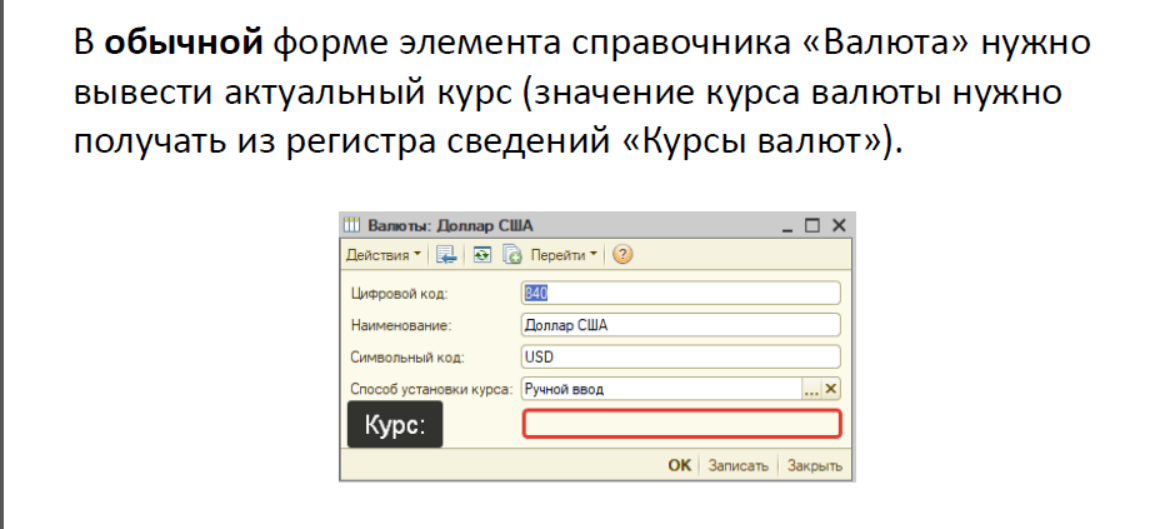 В обычной форме элемента справочника «Валюта» нужно
вывести актуальный курс (значение курса валюты нужно
получать из регистра сведений «Курсы валют»).
Валюты: Доллар США
Действия Перейти
Цифровой код: 840
Наименование: Доллар США
Символьный код: USD
Способ установки курса: Ручной ввод ... ×
Курс:
OK Записать Закрыть